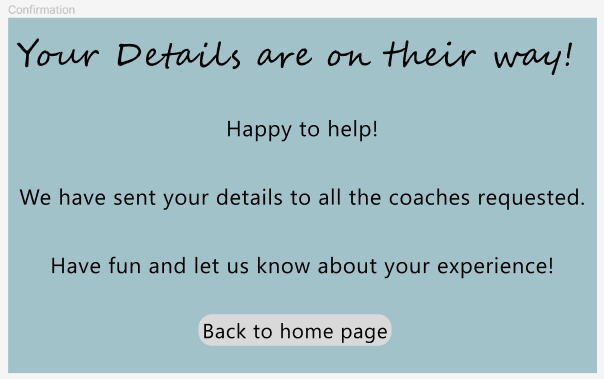 Confirmation
Your Details are on their way!
Happy to help!
We have sent your details to all the coaches requested.
Have fun and let us know about your experience!
Back to home page